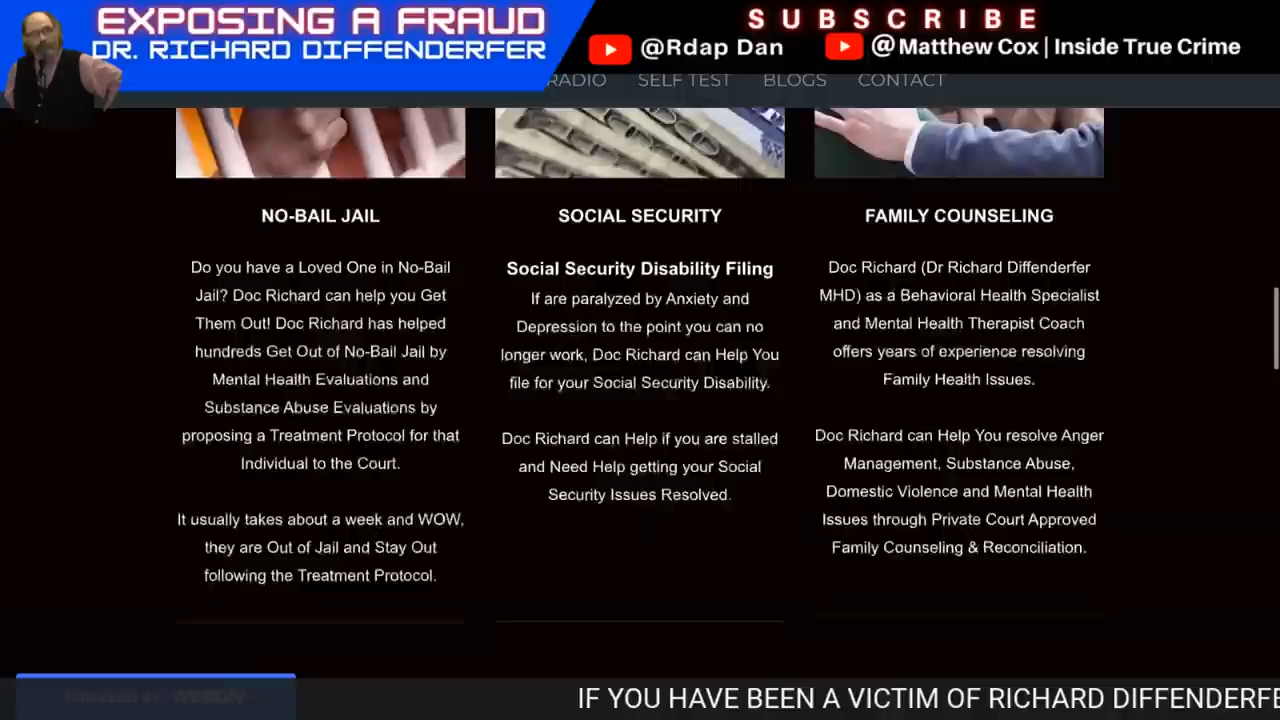 EXPOSING A FRAUD
DR. RICHARD DIFFENDERFER
SUBSCRIBE
@Rdap Dan
@Matthew Cox | Inside True Crime
RADIO SELF TEST BLOGS CONTACT
NO-BAIL JAIL
Do you have a Loved One in No-Bail
Jail? Doc Richard can help you Get
Them Out! Doc Richard has helped
hundreds Get Out of No-Bail Jail by
Mental Health Evaluations and
Substance Abuse Evaluations by
proposing a Treatment Protocol for that
Individual to the Court.
It usually takes about a week and WOW,
they are Out of Jail and Stay Out
following the Treatment Protocol.
SOCIAL SECURITY
Social Security Disability Filing
If are paralyzed by Anxiety and
Depression to the point you can no
longer work, Doc Richard can Help You
file for your Social Security Disability.
Doc Richard can Help if you are stalled
and Need Help getting your Social
Security Issues Resolved.
FAMILY COUNSELING
Doc Richard (Dr Richard Diffenderfer
MHD) as a Behavioral Health Specialist
and Mental Health Therapist Coach
offers years of experience resolving
Family Health Issues.
Doc Richard can Help You resolve Anger
Management, Substance Abuse,
Domestic Violence and Mental Health
Issues through Private Court Approved
Family Counseling & Reconciliation.
POWERED BY weebly
IF YOU HAVE BEEN A VICTIM OF RICHARD DIFFENDERFE